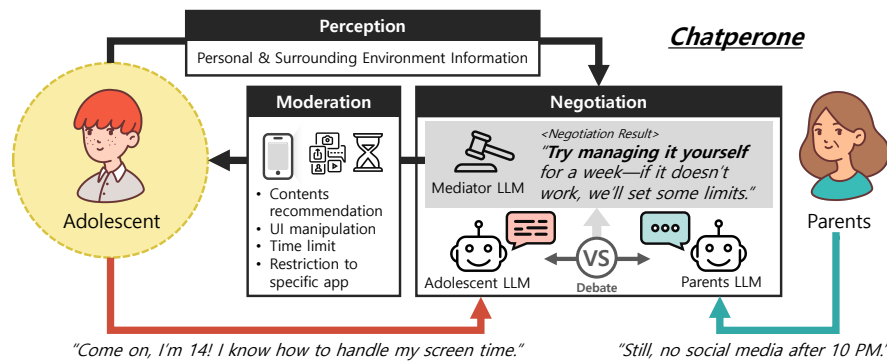 Perception
Personal & Surrounding Environment Information
Chatperone
Moderation
• Contents
recommendation
• UI manipulation
• Time limit
• Restriction to
specific app
Negotiation
<Negotiation Result>
“Try managing it yourself
for a week—if it doesn’t
work, we’ll set some limits.”
Mediator LLM
VS
Debate
Adolescent LLM
Parents LLM
Adolescent
Parents
“Come on, I’m 14! I know how to handle my screen time.”
“Still, no social media after 10 PM.”